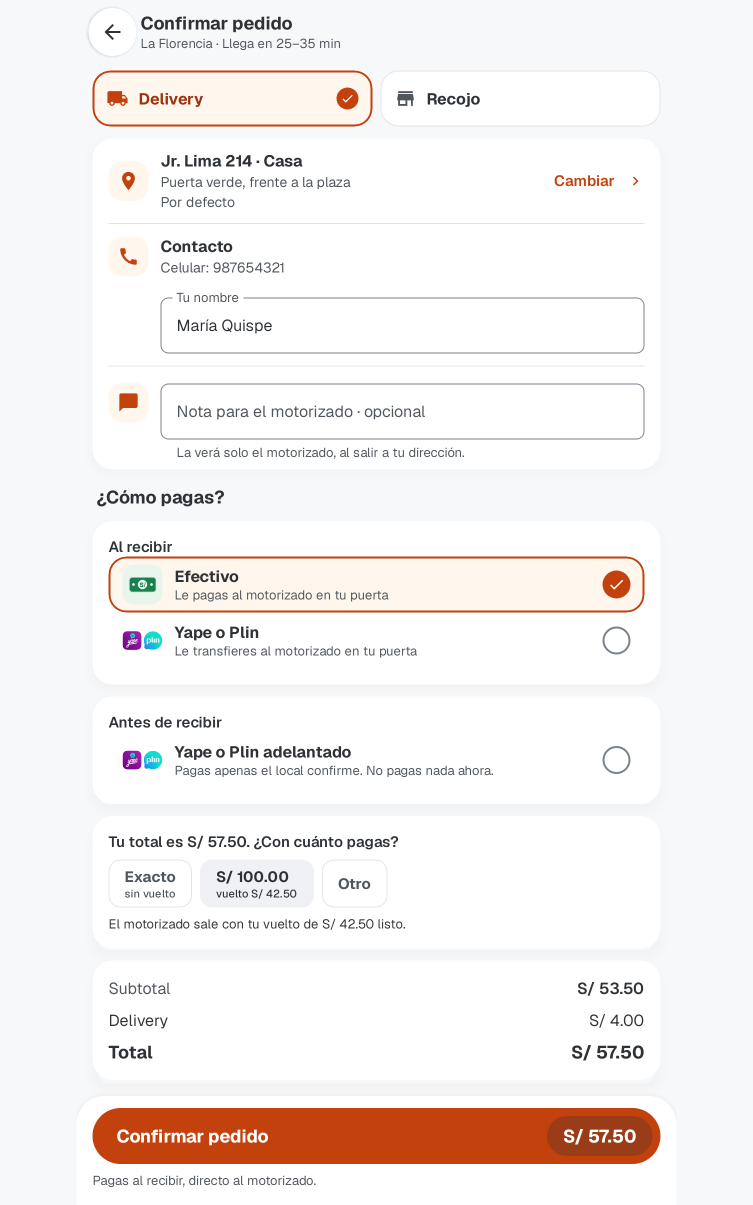 Confirmar pedido
La Florencia · Llega en 25–35 min
Delivery
Recojo
Jr. Lima 214 · Casa
Puerta verde, frente a la plaza
Por defecto
Cambiar
Contacto
Celular: 987654321
Tu nombre
María Quispe
Nota para el motorizado · opcional
La verá solo el motorizado, al salir a tu dirección.
¿Cómo pagas?
Al recibir
S/
Efectivo
Le pagas al motorizado en tu puerta
yape
plin
Yape o Plin
Le transfieres al motorizado en tu puerta
Antes de recibir
yape
plin
Yape o Plin adelantado
Pagas apenas el local confirme. No pagas nada ahora.
Tu total es S/ 57.50. ¿Con cuánto pagas?
Exacto
sin vuelto
S/ 100.00
vuelto S/ 42.50
Otro
El motorizado sale con tu vuelto de S/ 42.50 listo.
Subtotal S/ 53.50
Delivery S/ 4.00
Total S/ 57.50
Confirmar pedido S/ 57.50
Pagas al recibir, directo al motorizado.